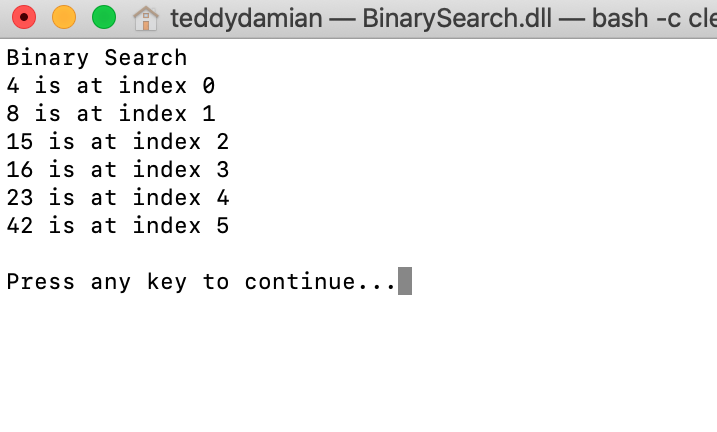 teddydamian — BinarySearch.dll — bash -c cle
Binary Search
4 is at index 0
8 is at index 1
15 is at index 2
16 is at index 3
23 is at index 4
42 is at index 5
Press any key to continue...